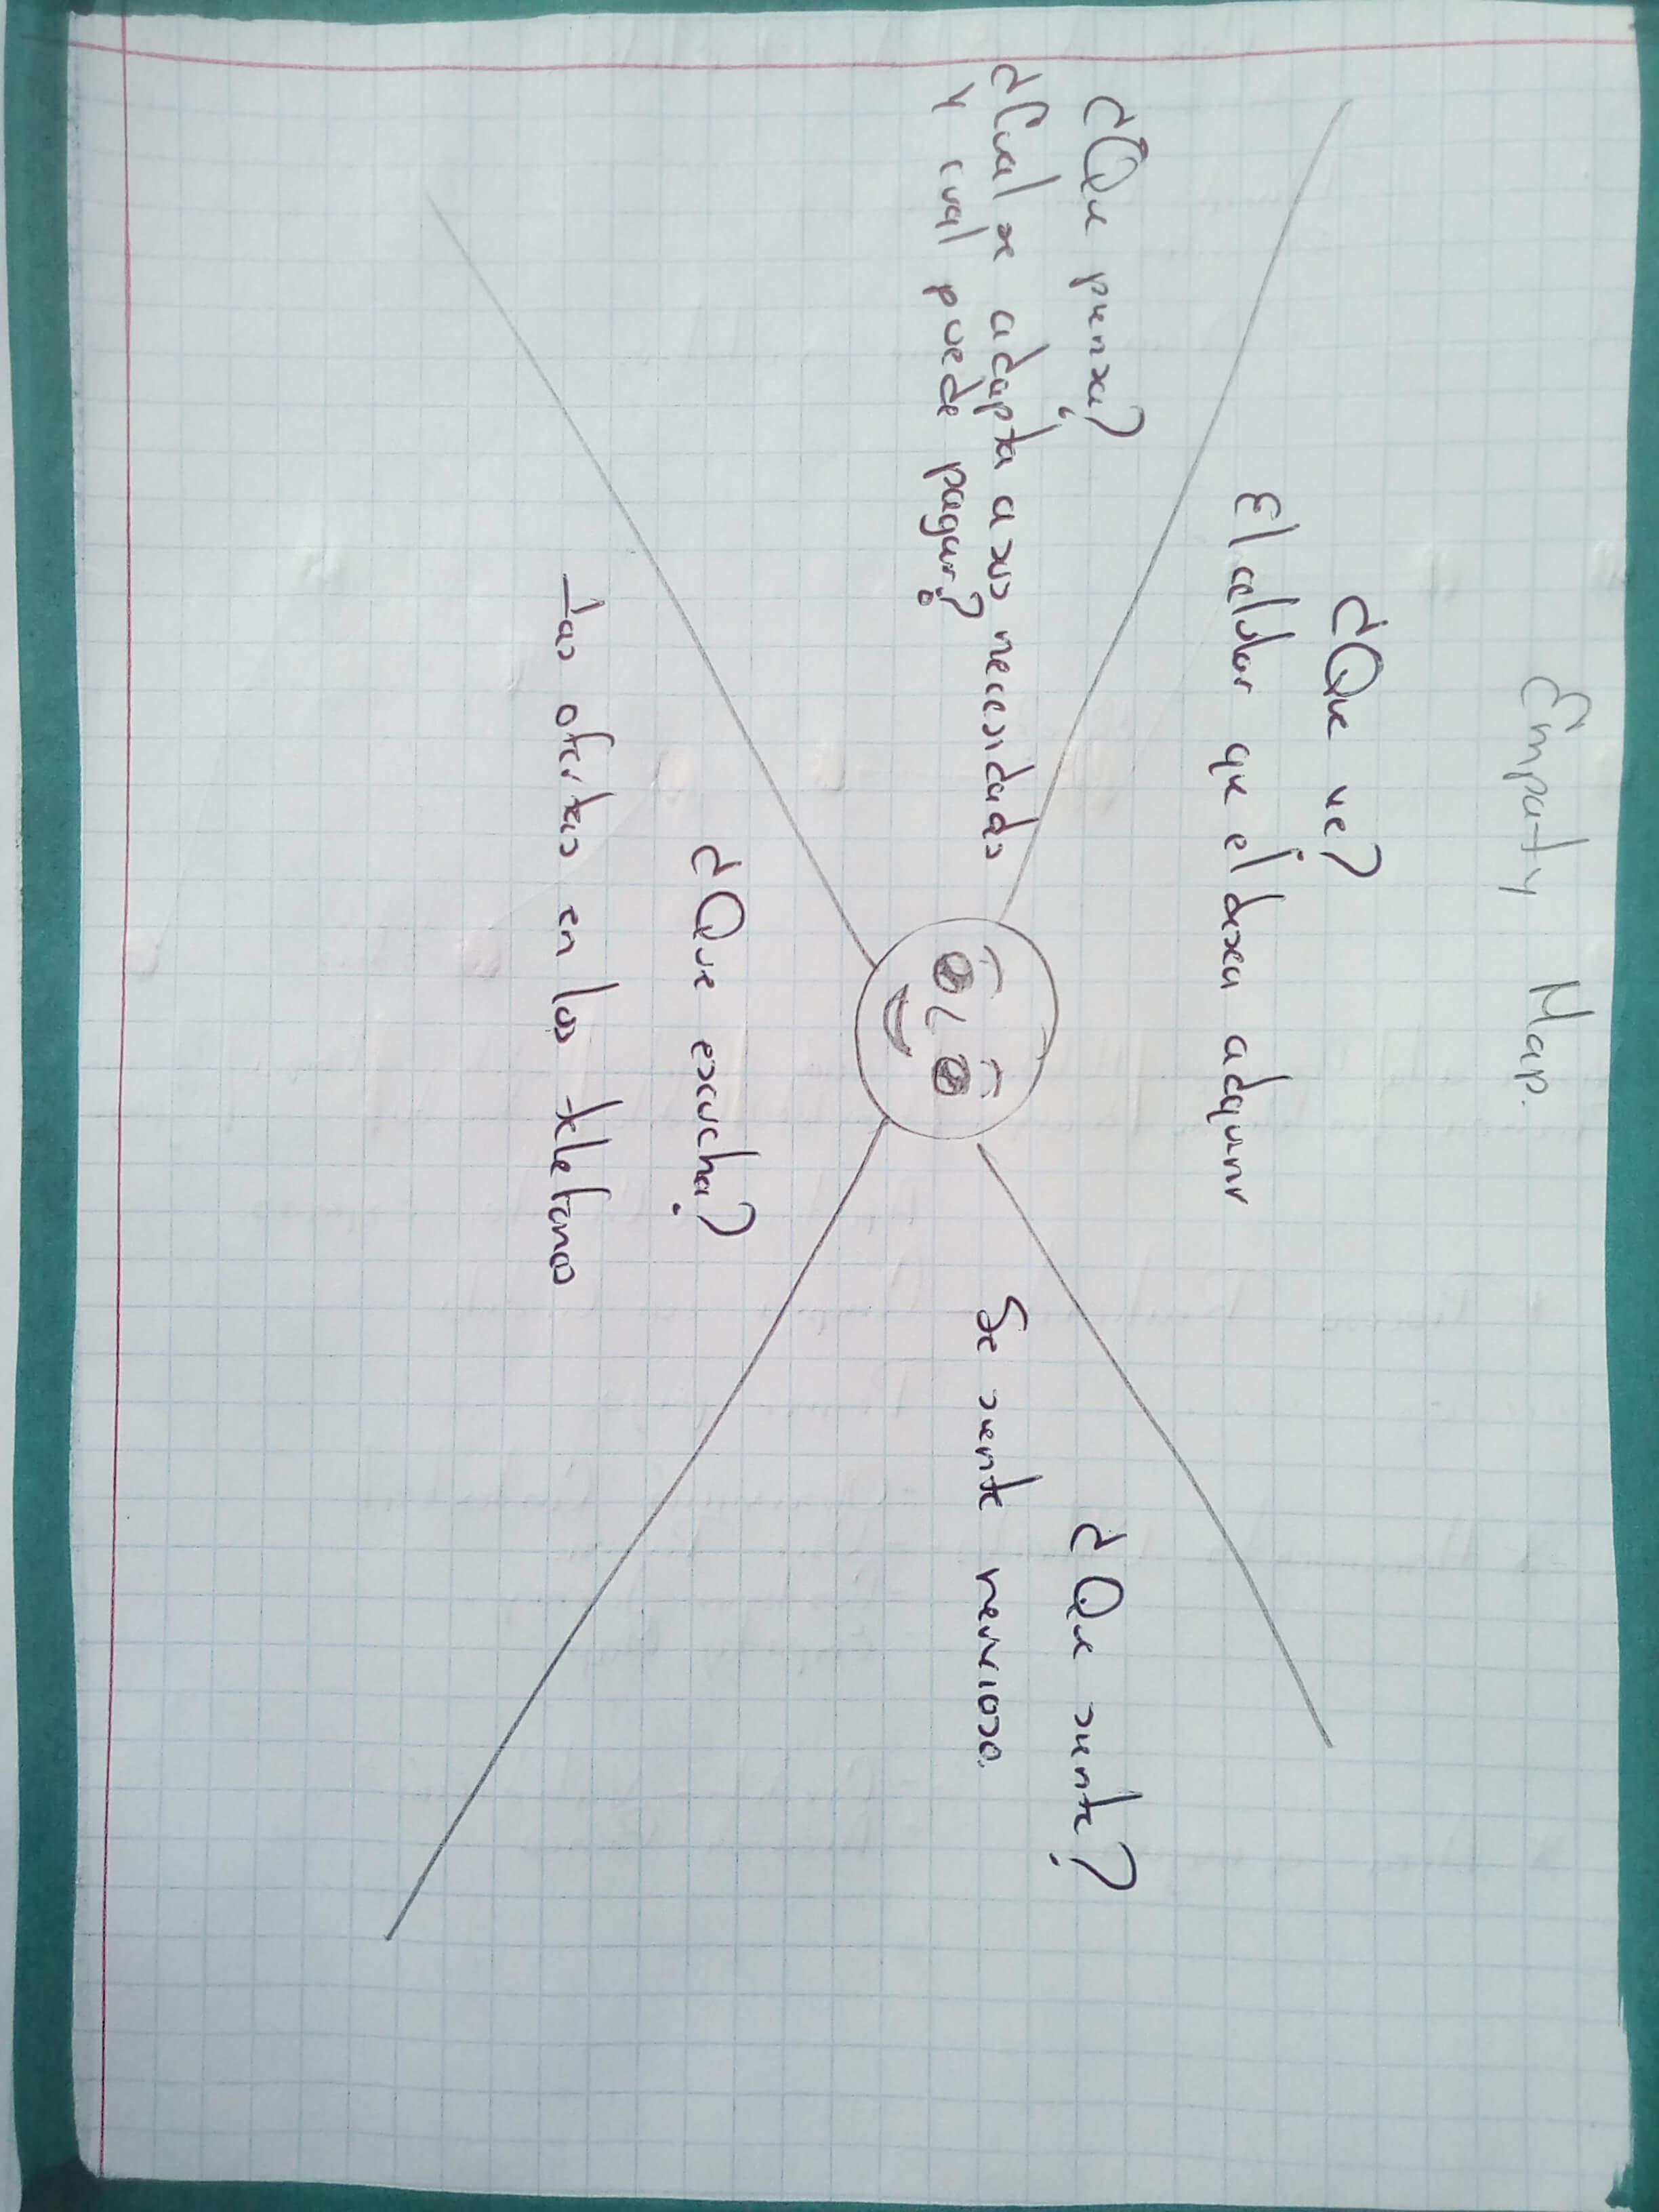 Empaty Map.
¿Que ve?
El celular que él desea adquirir
¿Que piensa?
¿Cual se adapta a sus necesidades
y cual puede pagar?
¿Que siente?
Se siente nervioso.
¿Que escucha?
Las ofertas en los telefonos